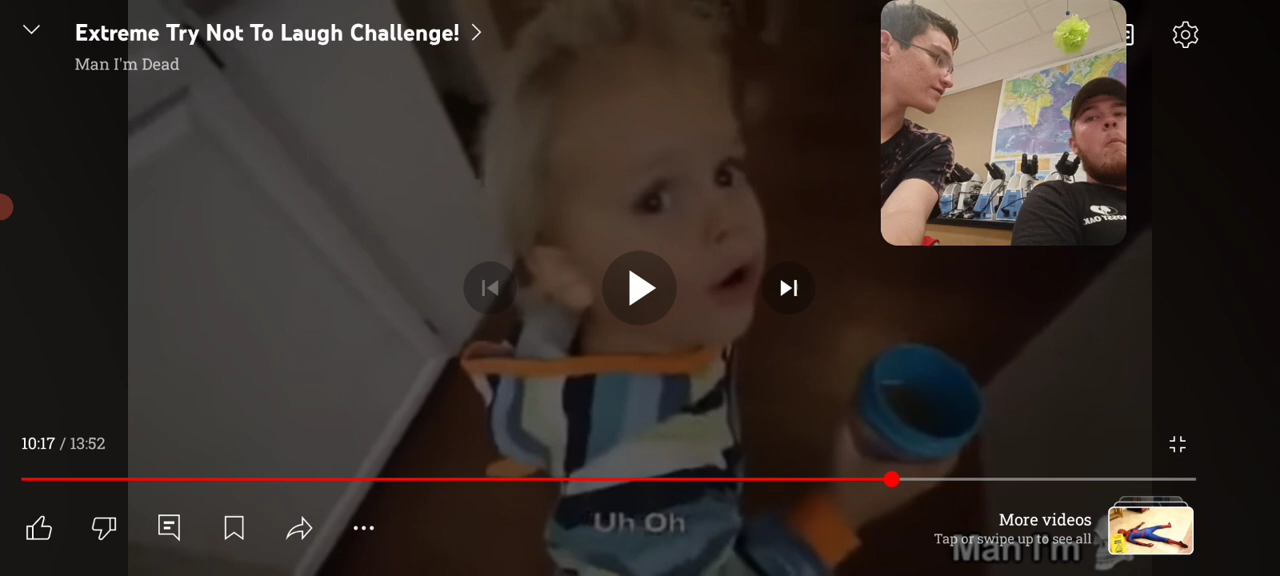 Extreme Try Not To Laugh Challenge!
Man I'm Dead
10:17 / 13:52
Uh Oh
More videos
Tap or swipe up to see all
Man I'm